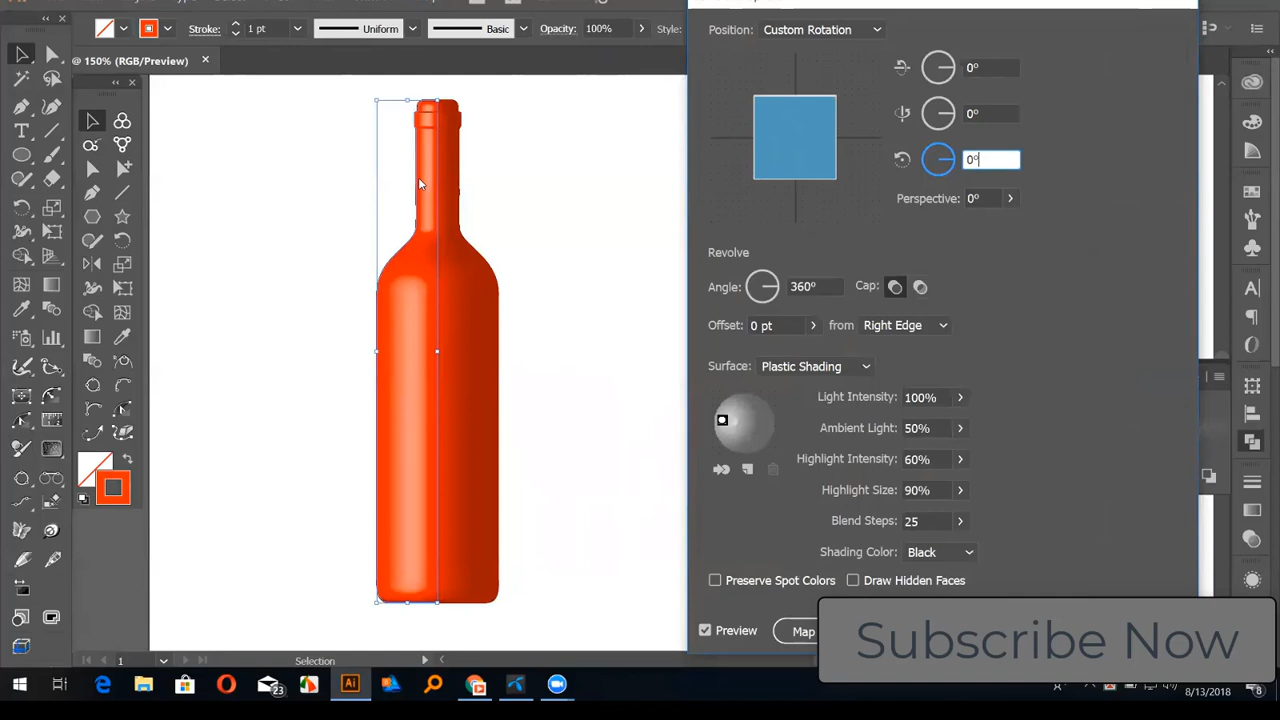 Stroke: 1 pt Uniform Basic Opacity: 100% Style:
@ 150% (RGB/Preview)
Position: Custom Rotation
0°
0°
0°
Perspective: 0°
Revolve
Angle: 360° Cap:
Offset: 0 pt from Right Edge
Surface: Plastic Shading
Light Intensity: 100%
Ambient Light: 50%
Highlight Intensity: 60%
Highlight Size: 90%
Blend Steps: 25
Shading Color: Black
Preserve Spot Colors Draw Hidden Faces
Preview Map
Subscribe Now
1 Selection
Ai 23
8/13/2018 8